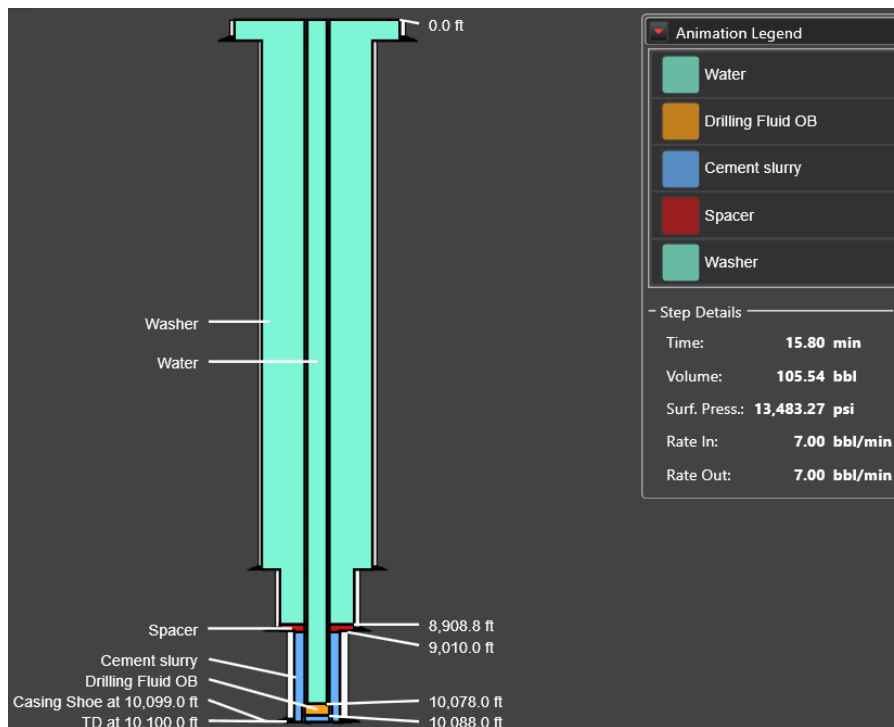 0.0 ft
Washer
Water
Spacer
8,908.8 ft
9,010.0 ft
Cement slurry
Drilling Fluid OB
Casing Shoe at 10,099.0 ft
10,078.0 ft
TD at 10,100.0 ft
10,088.0 ft
Animation Legend
Water
Drilling Fluid OB
Cement slurry
Spacer
Washer
Step Details
Time: 15.80 min
Volume: 105.54 bbl
Surf. Press.: 13,483.27 psi
Rate In: 7.00 bbl/min
Rate Out: 7.00 bbl/min